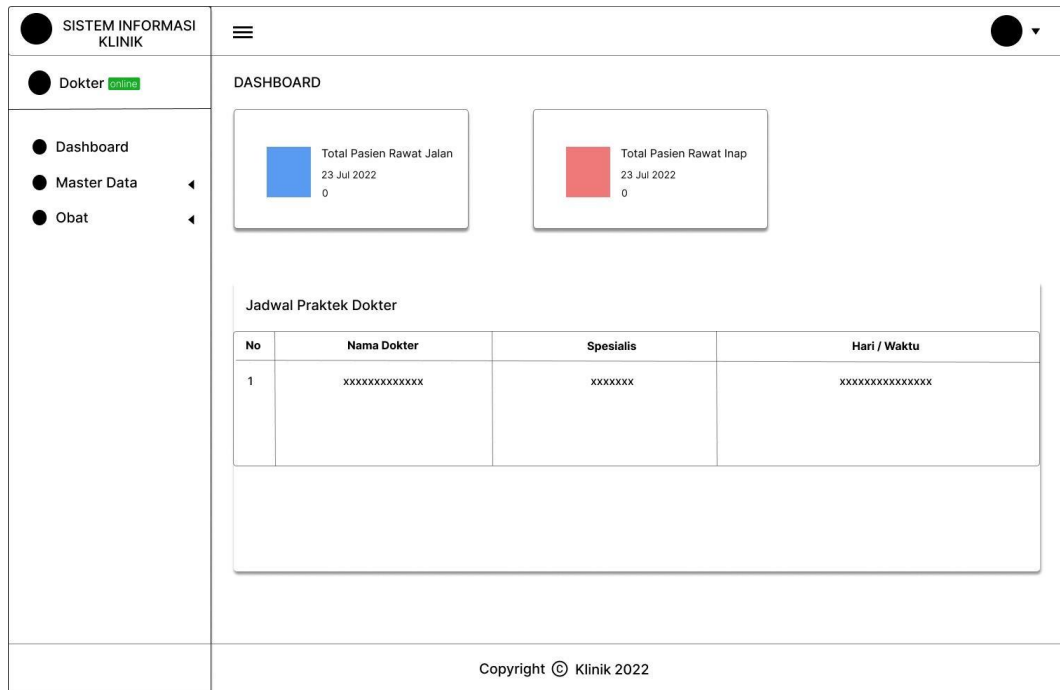 SISTEM INFORMASI
KLINIK
Dokter online
Dashboard
Master Data
Obat
DASHBOARD
Total Pasien Rawat Jalan
23 Jul 2022
0
Total Pasien Rawat Inap
23 Jul 2022
0
Jadwal Praktek Dokter
No Nama Dokter Spesialis Hari / Waktu
1 xxxxxxxxxxxxx xxxxxxx xxxxxxxxxxxxxxx
Copyright © Klinik 2022